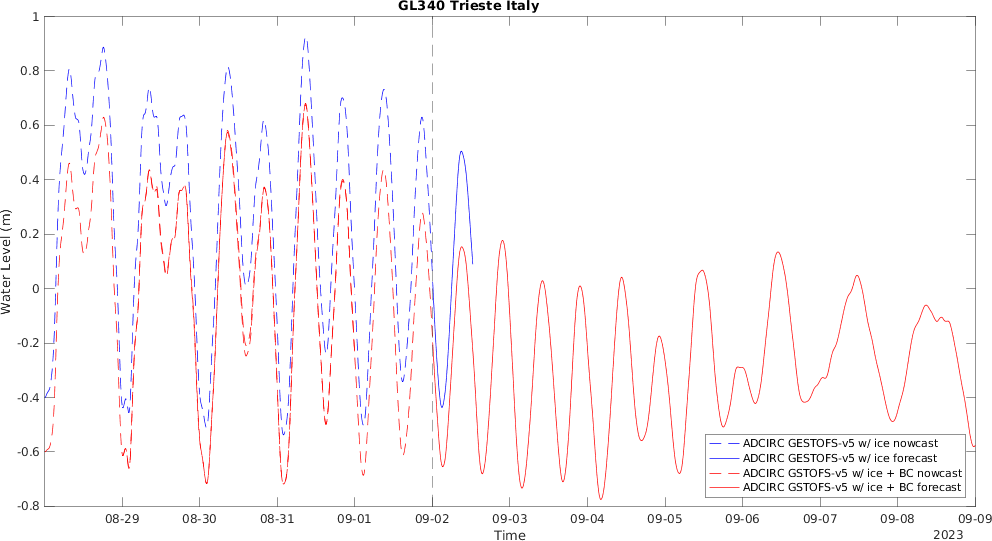 GL340 Trieste Italy
1
0.8
0.6
0.4
0.2
0
-0.2
-0.4
-0.6
-0.8
Water Level (m)
08-29 08-30 08-31 09-01 09-02 09-03 09-04 09-05 09-06 09-07 09-08 09-09
Time
2023
ADCIRC GESTOFS-v5 w/ ice nowcast
ADCIRC GESTOFS-v5 w/ ice forecast
ADCIRC GSTOFS-v5 w/ ice + BC nowcast
ADCIRC GSTOFS-v5 w/ ice + BC forecast